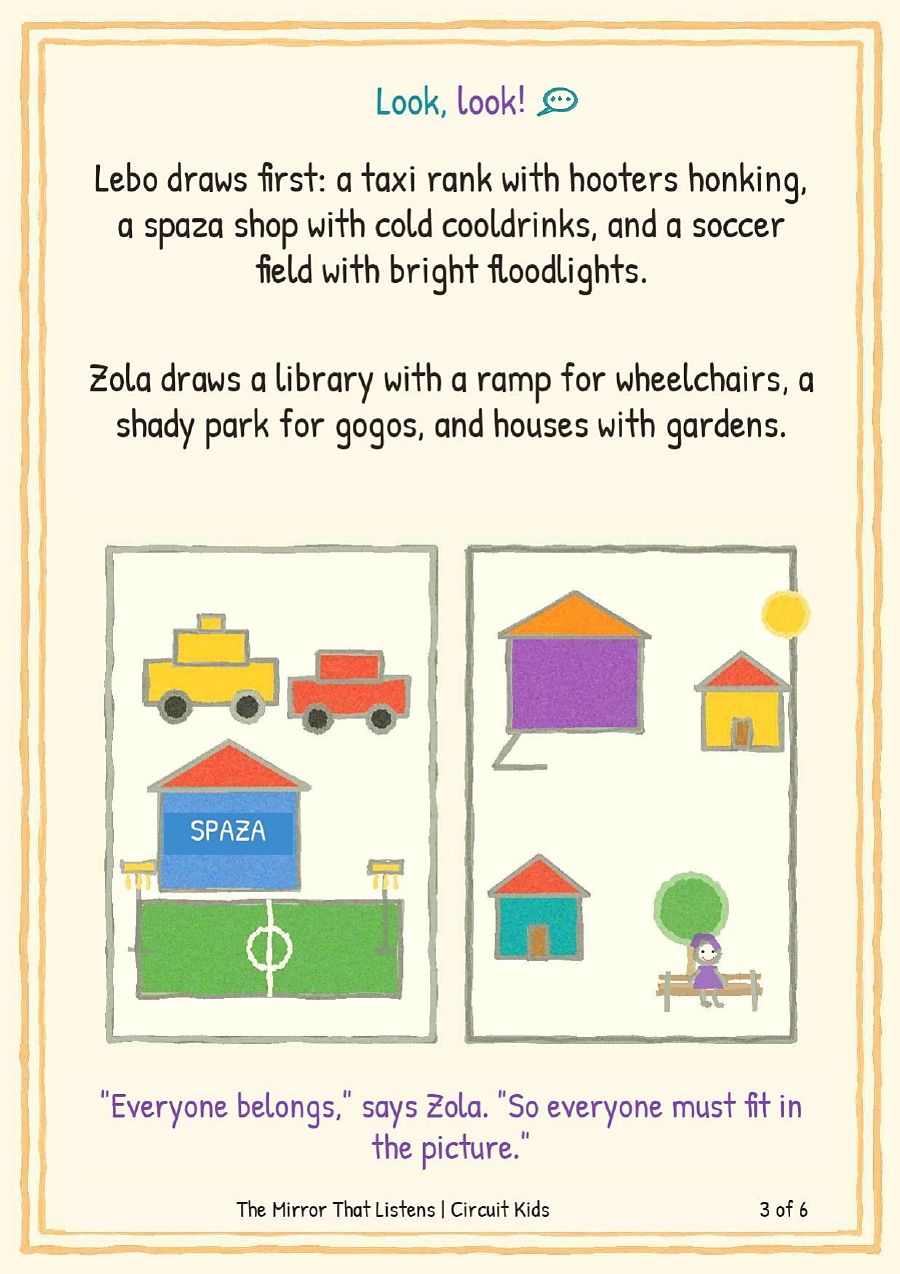 Look, look!
Lebo draws first: a taxi rank with hooters honking,
a spaza shop with cold cooldrinks, and a soccer
field with bright floodlights.
Zola draws a library with a ramp for wheelchairs, a
shady park for gogos, and houses with gardens.
SPAZA
"Everyone belongs," says Zola. "So everyone must fit in
the picture."
The Mirror That Listens | Circuit Kids
3 of 6